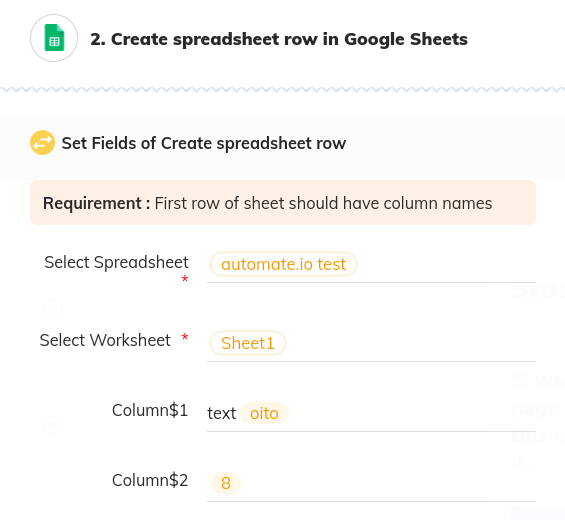 2. Create spreadsheet row in Google Sheets
Set Fields of Create spreadsheet row
Requirement : First row of sheet should have column names
Select Spreadsheet * automate.io test
Select Worksheet * Sheet1
Column$1 text oito
Column$2 8